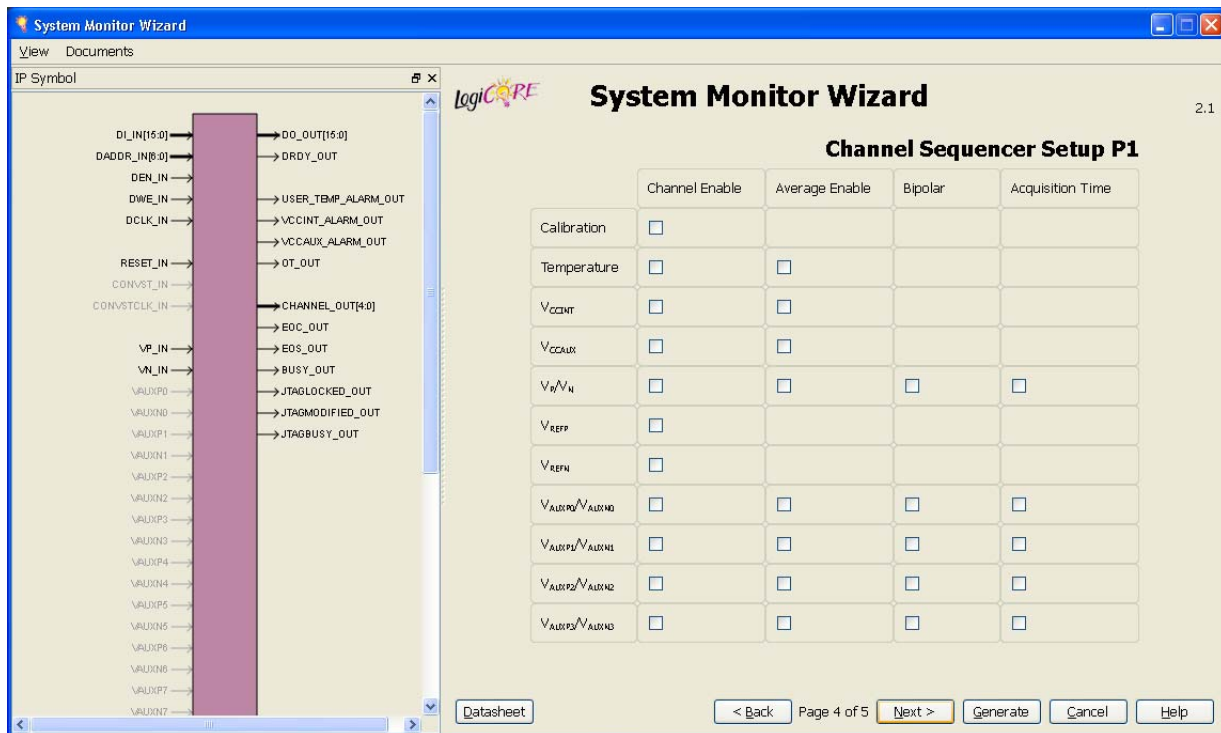 System Monitor Wizard
View Documents
IP Symbol
DI_IN[15:0]
DADDR_IN[6:0]
DEN_IN
DWE_IN
DCLK_IN
RESET_IN
CONVST_IN
CONVSTCLK_IN
VP_IN
VN_IN
VAUXP0
VAUXN0
VAUXP1
VAUXN1
VAUXP2
VAUXN2
VAUXP3
VAUXN3
VAUXP4
VAUXN4
VAUXP5
VAUXN5
VAUXP6
VAUXN6
VAUXP7
VAUXN7
DO_OUT[15:0]
DRDY_OUT
USER_TEMP_ALARM_OUT
VCCINT_ALARM_OUT
VCCAUX_ALARM_OUT
OT_OUT
CHANNEL_OUT[4:0]
EOC_OUT
EOS_OUT
BUSY_OUT
JTAGLOCKED_OUT
JTAGMODIFIED_OUT
JTAGBUSY_OUT
LogiCORE
System Monitor Wizard
2.1
Channel Sequencer Setup P1
Channel Enable Average Enable Bipolar Acquisition Time
Calibration
Temperature
VCCINT
VCCAUX
VP/VN
VREFP
VREFN
VAUXP0/VAUXN0
VAUXP1/VAUXN1
VAUXP2/VAUXN2
VAUXP3/VAUXN3
Datasheet < Back Page 4 of 5 Next > Generate Cancel Help